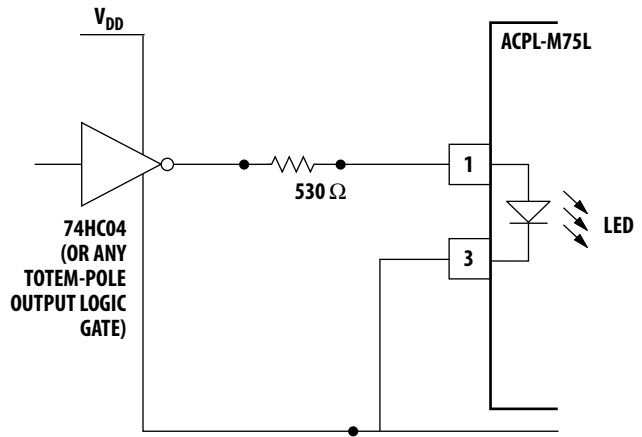 VDD
ACPL-M75L
1
530 Ω
74HC04
(OR ANY
TOTEM-POLE
OUTPUT LOGIC
GATE)
LED
3